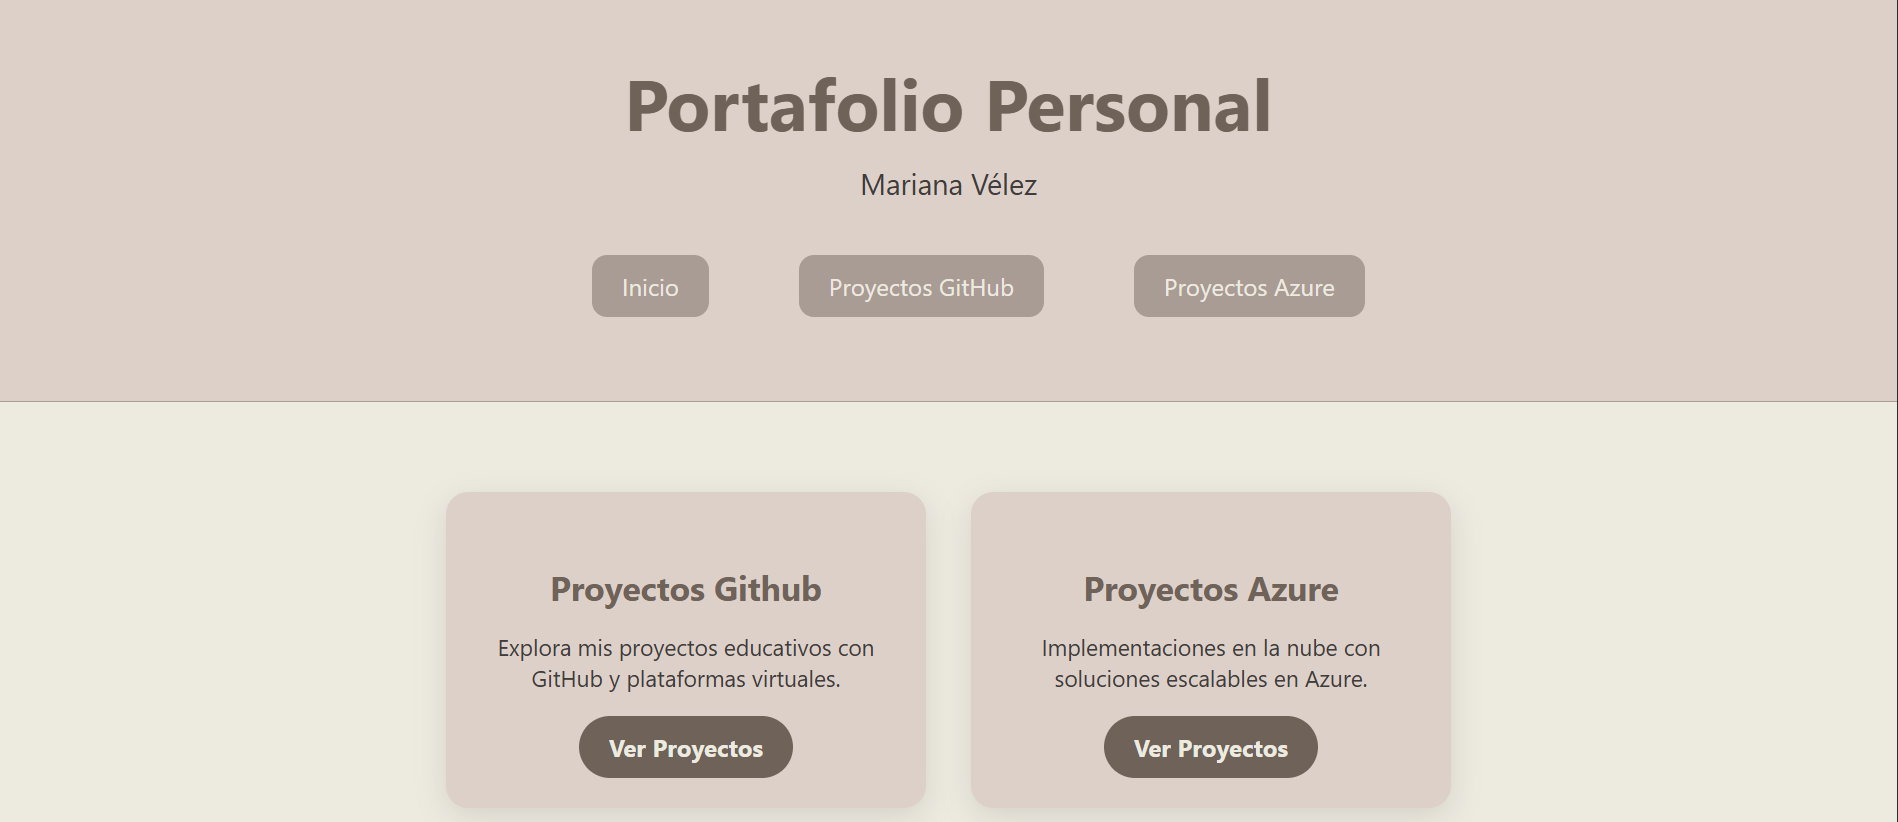 Portafolio Personal
Mariana Vélez
Inicio
Proyectos GitHub
Proyectos Azure
Proyectos Github
Explora mis proyectos educativos con
GitHub y plataformas virtuales.
Ver Proyectos
Proyectos Azure
Implementaciones en la nube con
soluciones escalables en Azure.
Ver Proyectos